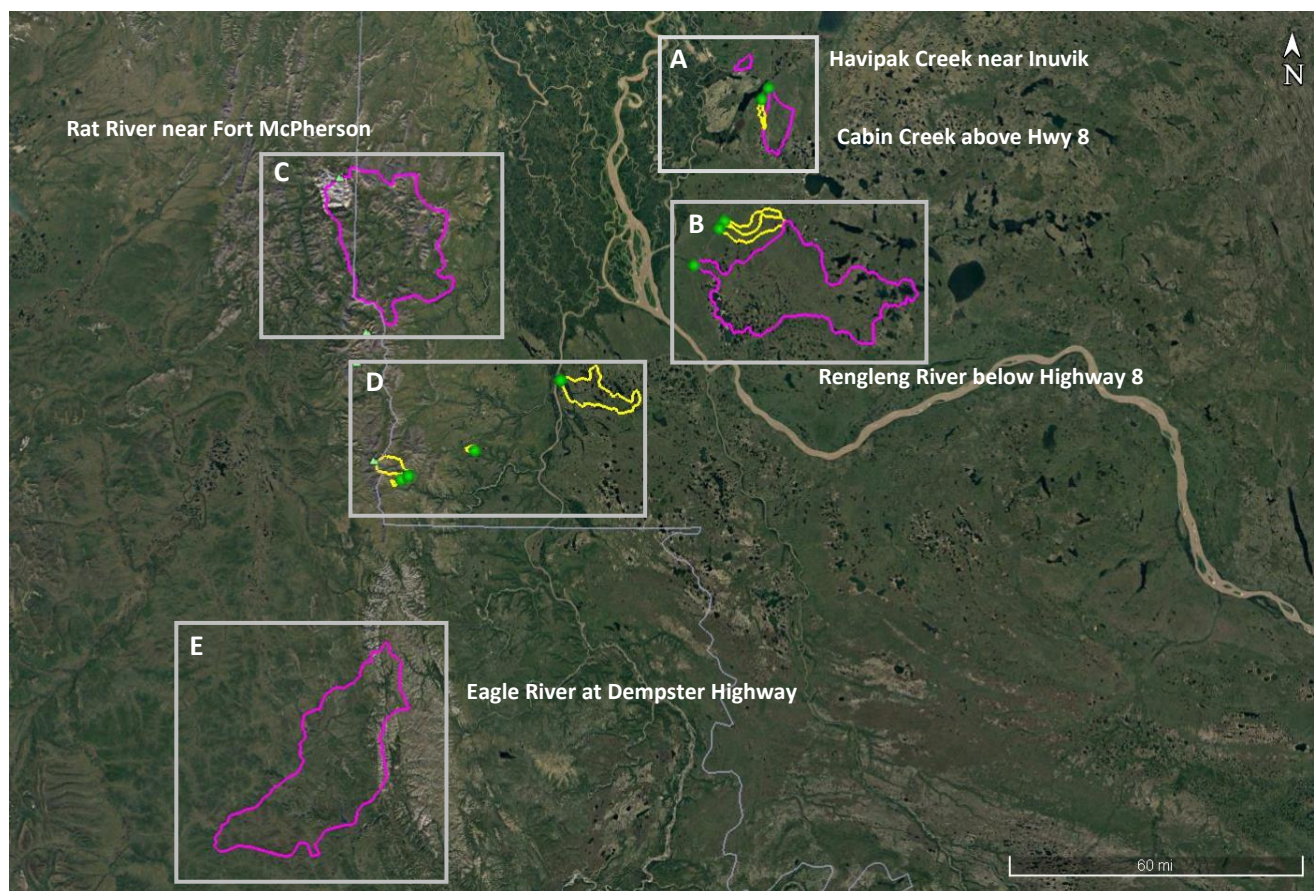 A
Havipak Creek near Inuvik
N
Rat River near Fort McPherson
Cabin Creek above Hwy 8
C
B
D
Rengleng River below Highway 8
E
Eagle River at Dempster Highway
60 mi